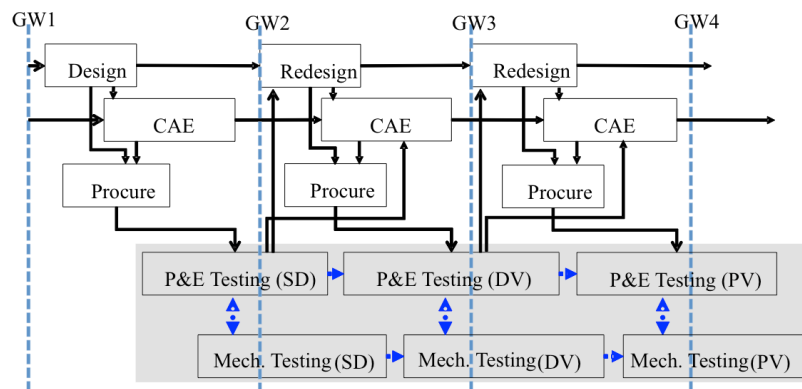 GW1 GW2 GW3 GW4
Design Redesign Redesign
CAE CAE CAE
Procure Procure Procure
P&E Testing (SD) P&E Testing (DV) P&E Testing (PV)
Mech. Testing (SD) Mech. Testing (DV) Mech. Testing (PV)